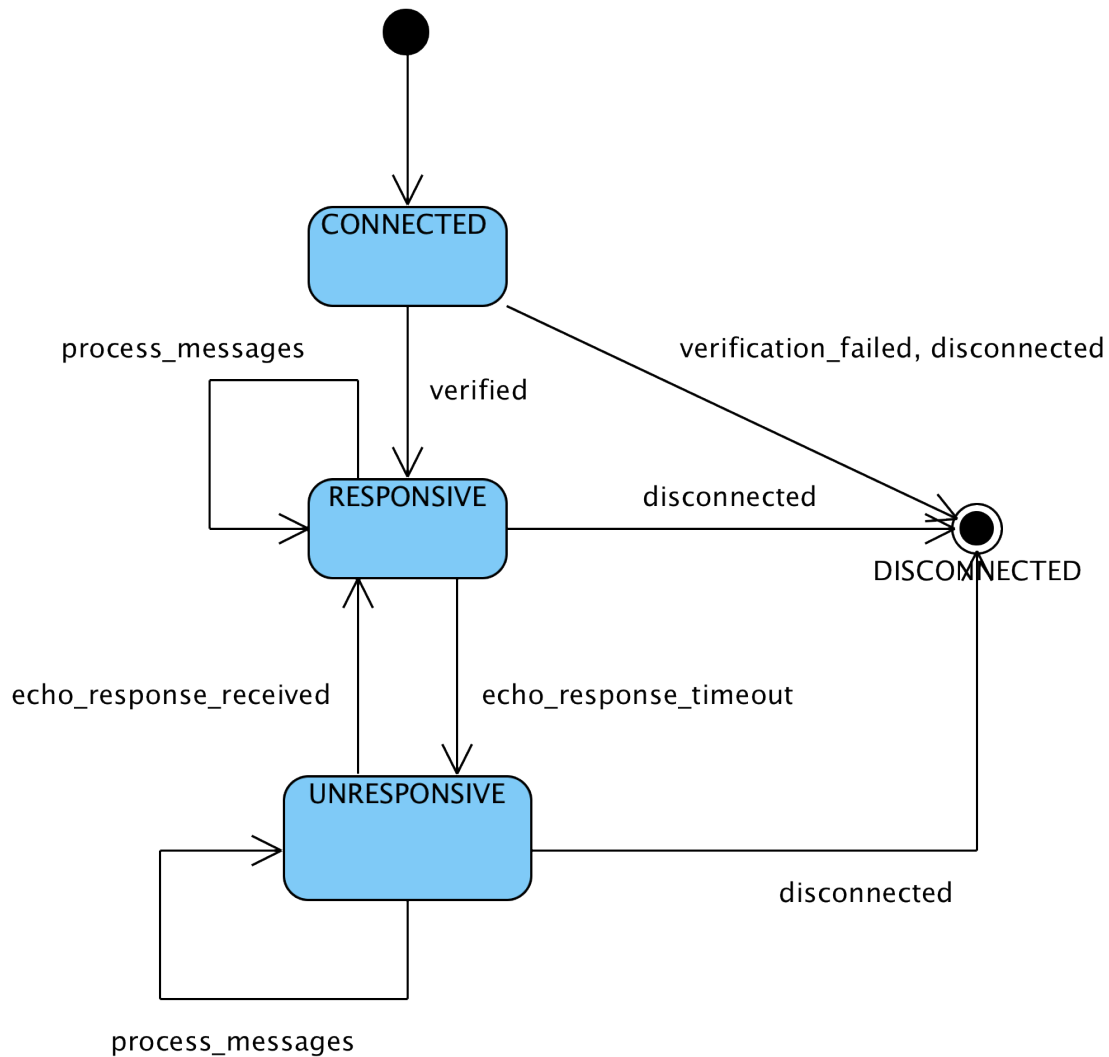 CONNECTED
process_messages
verification_failed, disconnected
verified
RESPONSIVE
disconnected
DISCONNECTED
echo_response_received
echo_response_timeout
UNRESPONSIVE
disconnected
process_messages